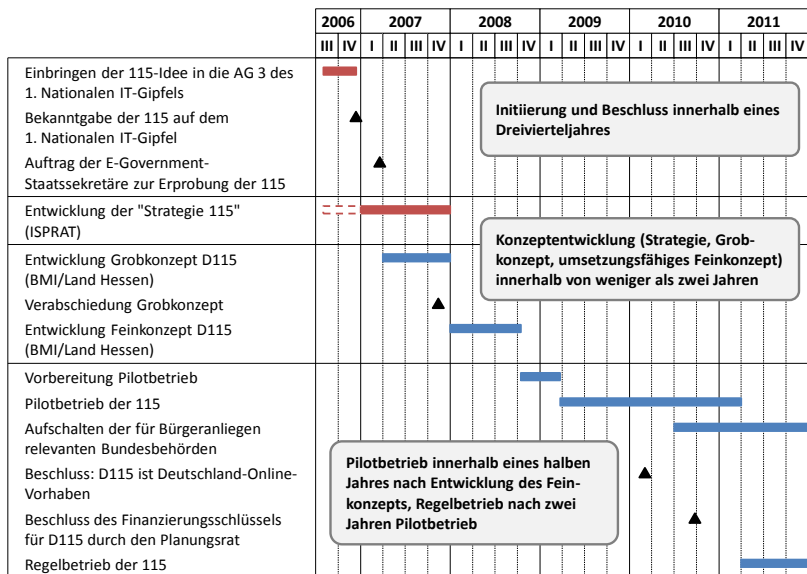 2006 2007 2008 2009 2010 2011
III IV I II III IV I II III IV I II III IV I II III IV I II III IV
Einbringen der 115-Idee in die AG 3 des
1. Nationalen IT-Gipfels
Bekanntgabe der 115 auf dem
1. Nationalen IT-Gipfel
Auftrag der E-Government-
Staatssekretäre zur Erprobung der 115
Initiierung und Beschluss innerhalb eines
Dreivierteljahres
Entwicklung der "Strategie 115"
(ISPRAT)
Entwicklung Grobkonzept D115
(BMI/Land Hessen)
Verabschiedung Grobkonzept
Entwicklung Feinkonzept D115
(BMI/Land Hessen)
Konzeptentwicklung (Strategie, Grob-
konzept, umsetzungsfähiges Feinkonzept)
innerhalb von weniger als zwei Jahren
Vorbereitung Pilotbetrieb
Pilotbetrieb der 115
Aufschalten der für Bürgeranliegen
relevanten Bundesbehörden
Beschluss: D115 ist Deutschland-Online-
Vorhaben
Beschluss des Finanzierungsschlüssels
für D115 durch den Planungsrat
Regelbetrieb der 115
Pilotbetrieb innerhalb eines halben
Jahres nach Entwicklung des Fein-
konzepts, Regelbetrieb nach zwei
Jahren Pilotbetrieb